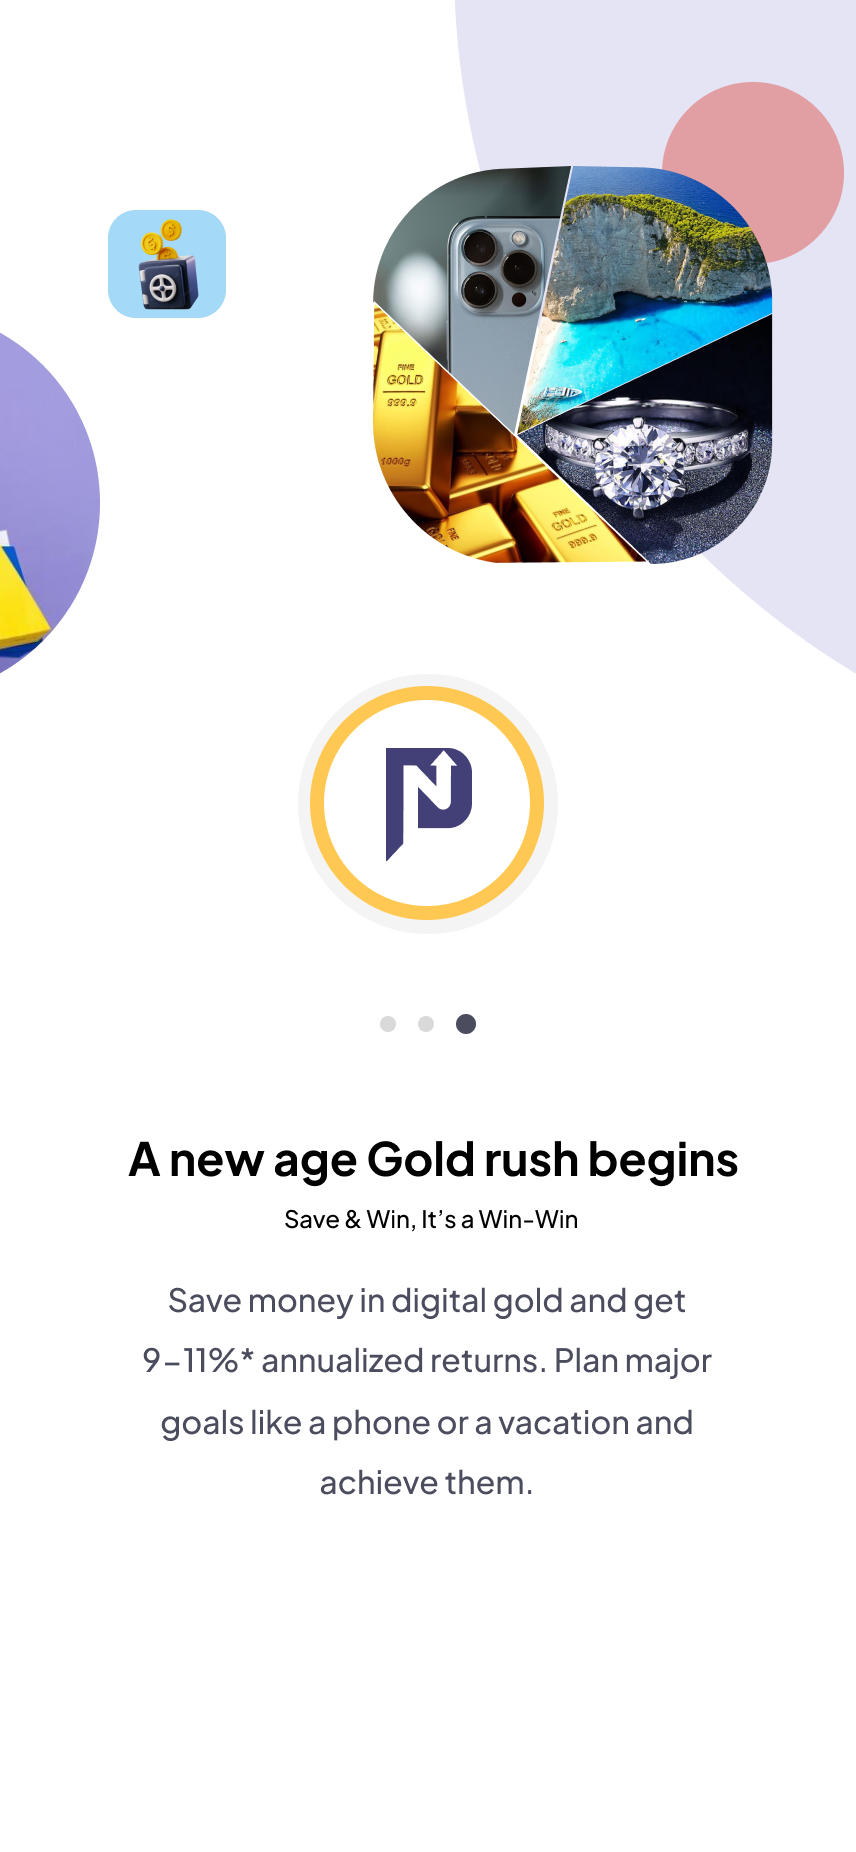 FINE
GOLD
999.9
1000g
FINE
FINE
GOLD
999.9
A new age Gold rush begins
Save & Win, It’s a Win-Win
Save money in digital gold and get
9–11%* annualized returns. Plan major
goals like a phone or a vacation and
achieve them.